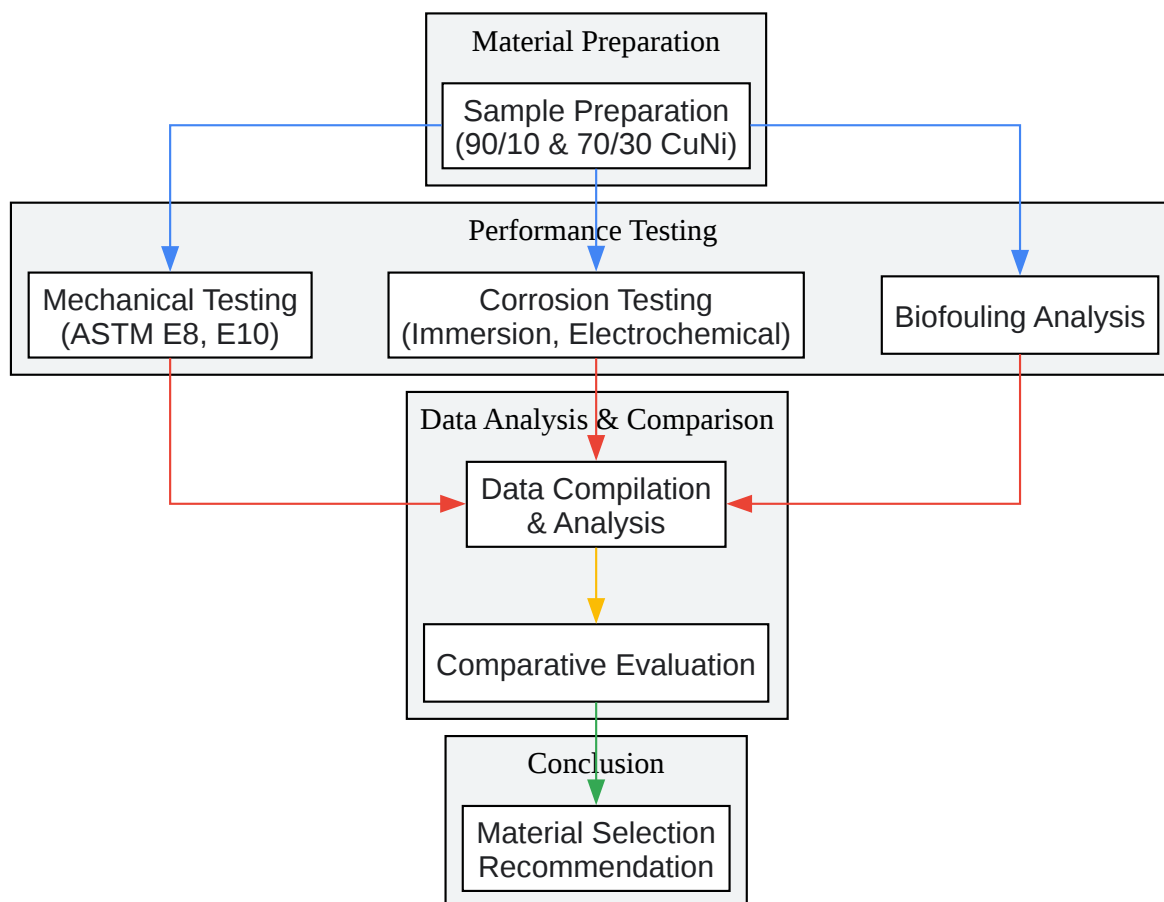 Material Preparation
Sample Preparation
(90/10 & 70/30 CuNi)
Performance Testing
Mechanical Testing
(ASTM E8, E10)
Corrosion Testing
(Immersion, Electrochemical)
Biofouling Analysis
Data Analysis & Comparison
Data Compilation
& Analysis
Comparative Evaluation
Conclusion
Material Selection
Recommendation